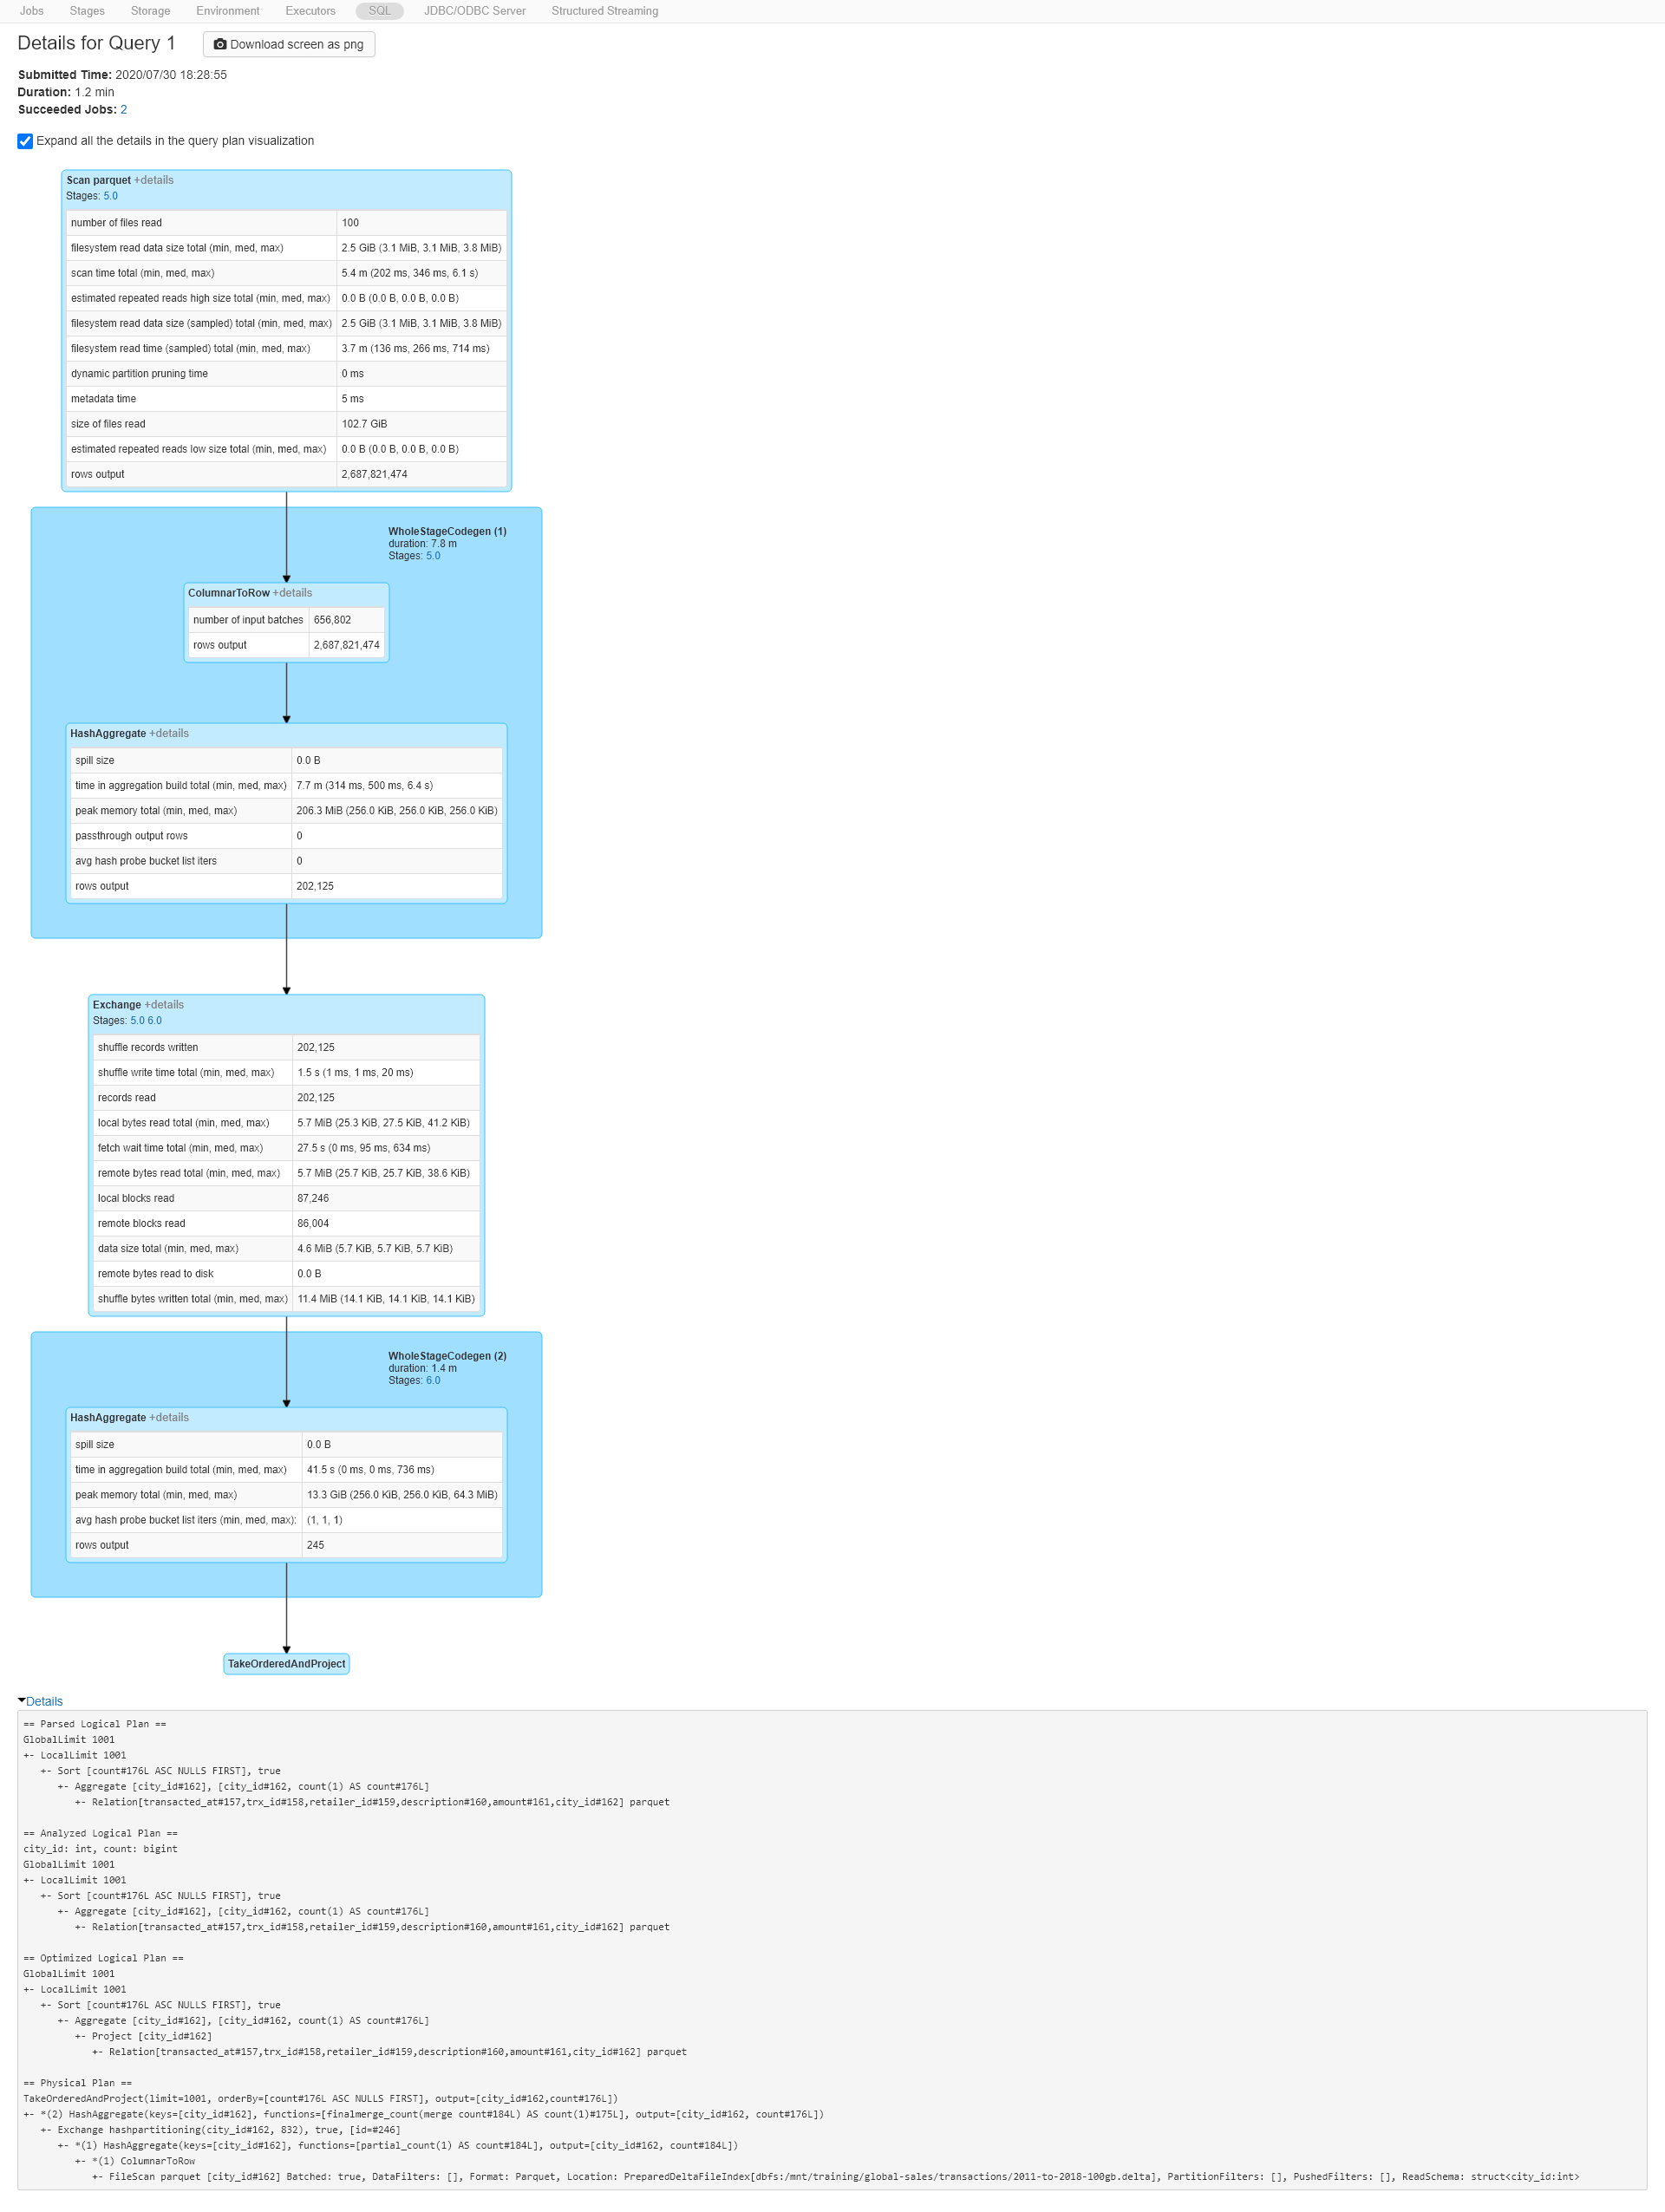 Jobs Stages Storage Environment Executors SQL JDBC/ODBC Server Structured Streaming
Details for Query 1 Download screen as png
Submitted Time: 2020/07/30 18:28:55
Duration: 1.2 min
Succeeded Jobs: 2
Expand all the details in the query plan visualization
Scan parquet +details
Stages: 5.0
number of files read 100
filesystem read data size total (min, med, max) 2.5 GiB (3.1 MiB, 3.1 MiB, 3.8 MiB)
scan time total (min, med, max) 5.4 m (202 ms, 346 ms, 6.1 s)
estimated repeated reads high size total (min, med, max) 0.0 B (0.0 B, 0.0 B, 0.0 B)
filesystem read data size (sampled) total (min, med, max) 2.5 GiB (3.1 MiB, 3.1 MiB, 3.8 MiB)
filesystem read time (sampled) total (min, med, max) 3.7 m (136 ms, 266 ms, 714 ms)
dynamic partition pruning time 0 ms
metadata time 5 ms
size of files read 102.7 GiB
estimated repeated reads low size total (min, med, max) 0.0 B (0.0 B, 0.0 B, 0.0 B)
rows output 2,687,821,474
WholeStageCodegen (1)
duration: 7.8 m
Stages: 5.0
ColumnarToRow +details
number of input batches 656,802
rows output 2,687,821,474
HashAggregate +details
spill size 0.0 B
time in aggregation build total (min, med, max) 7.7 m (314 ms, 500 ms, 6.4 s)
peak memory total (min, med, max) 206.3 MiB (256.0 KiB, 256.0 KiB, 256.0 KiB)
passthrough output rows 0
avg hash probe bucket list iters 0
rows output 202,125
Exchange +details
Stages: 5.0 6.0
shuffle records written 202,125
shuffle write time total (min, med, max) 1.5 s (1 ms, 1 ms, 20 ms)
records read 202,125
local bytes read total (min, med, max) 5.7 MiB (25.3 KiB, 27.5 KiB, 41.2 KiB)
fetch wait time total (min, med, max) 27.5 s (0 ms, 95 ms, 634 ms)
remote bytes read total (min, med, max) 5.7 MiB (25.7 KiB, 25.7 KiB, 38.6 KiB)
local blocks read 87,246
remote blocks read 86,004
data size total (min, med, max) 4.6 MiB (5.7 KiB, 5.7 KiB, 5.7 KiB)
remote bytes read to disk 0.0 B
shuffle bytes written total (min, med, max) 11.4 MiB (14.1 KiB, 14.1 KiB, 14.1 KiB)
WholeStageCodegen (2)
duration: 1.4 m
Stages: 6.0
HashAggregate +details
spill size 0.0 B
time in aggregation build total (min, med, max) 41.5 s (0 ms, 0 ms, 736 ms)
peak memory total (min, med, max) 13.3 GiB (256.0 KiB, 256.0 KiB, 64.3 MiB)
avg hash probe bucket list iters (min, med, max): (1, 1, 1)
rows output 245
TakeOrderedAndProject
Details
== Parsed Logical Plan ==
GlobalLimit 1001
+- LocalLimit 1001
   +- Sort [count#176L ASC NULLS FIRST], true
      +- Aggregate [city_id#162], [city_id#162, count(1) AS count#176L]
         +- Relation[transacted_at#157,trx_id#158,retailer_id#159,description#160,amount#161,city_id#162] parquet
== Analyzed Logical Plan ==
city_id: int, count: bigint
GlobalLimit 1001
+- LocalLimit 1001
   +- Sort [count#176L ASC NULLS FIRST], true
      +- Aggregate [city_id#162], [city_id#162, count(1) AS count#176L]
         +- Relation[transacted_at#157,trx_id#158,retailer_id#159,description#160,amount#161,city_id#162] parquet
== Optimized Logical Plan ==
GlobalLimit 1001
+- LocalLimit 1001
   +- Sort [count#176L ASC NULLS FIRST], true
      +- Aggregate [city_id#162], [city_id#162, count(1) AS count#176L]
         +- Project [city_id#162]
            +- Relation[transacted_at#157,trx_id#158,retailer_id#159,description#160,amount#161,city_id#162] parquet
== Physical Plan ==
TakeOrderedAndProject(limit=1001, orderBy=[count#176L ASC NULLS FIRST], output=[city_id#162,count#176L])
+- *(2) HashAggregate(keys=[city_id#162], functions=[finalmerge_count(merge count#184L) AS count(1)#175L], output=[city_id#162, count#176L])
   +- Exchange hashpartitioning(city_id#162, 832), true, [id=#246]
      +- *(1) HashAggregate(keys=[city_id#162], functions=[partial_count(1) AS count#184L], output=[city_id#162, count#184L])
         +- *(1) ColumnarToRow
            +- FileScan parquet [city_id#162] Batched: true, DataFilters: [], Format: Parquet, Location: PreparedDeltaFileIndex[dbfs:/mnt/training/global-sales/transactions/2011-to-2018-100gb.delta], PartitionFilters: [], PushedFilters: [], ReadSchema: struct<city_id:int>